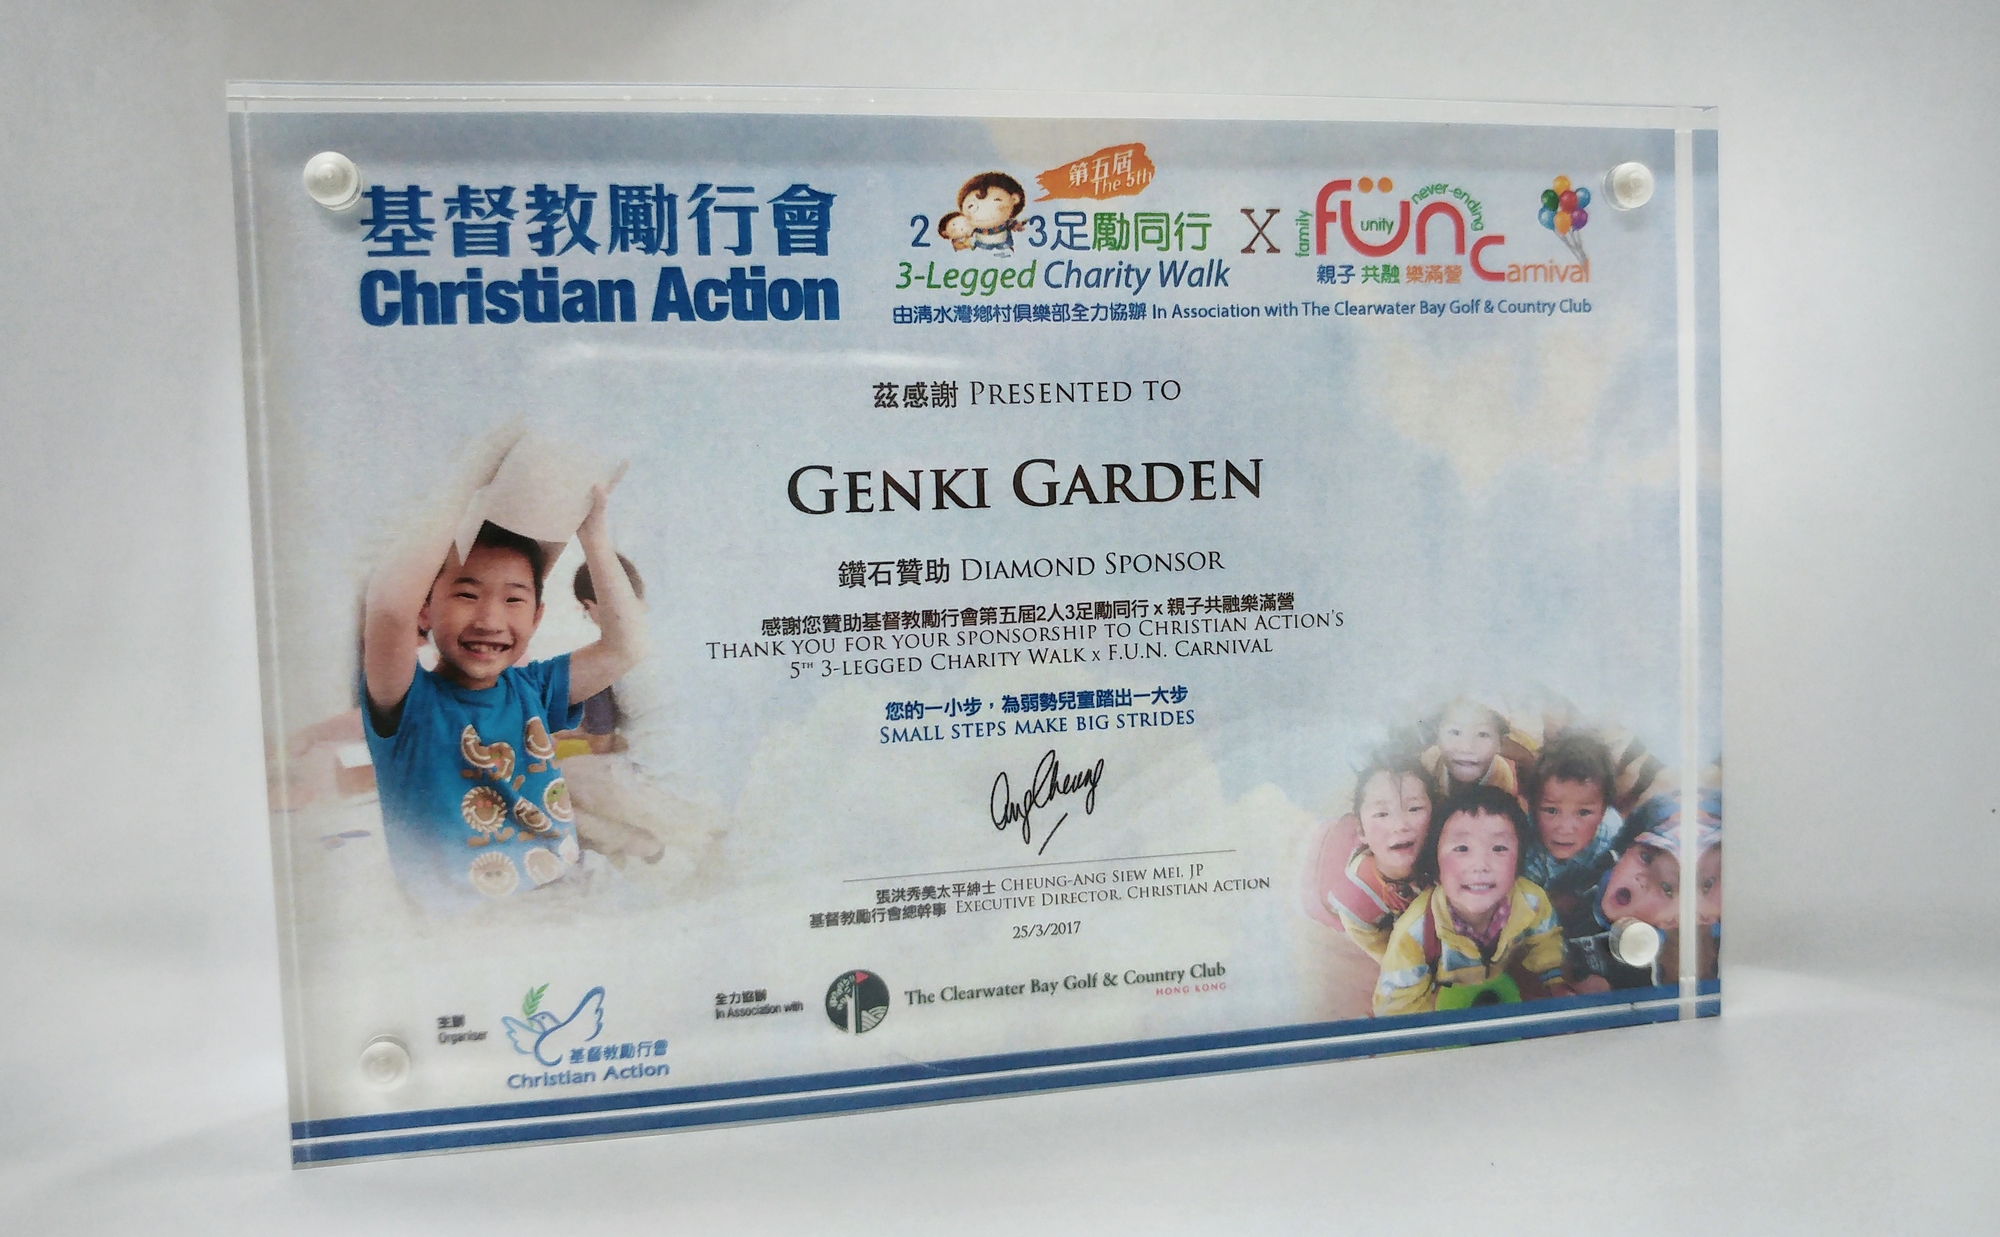 基督教勵行會
Christian Action
第五屆
The 5th
2 3足勵同行
3-Legged Charity Walk
X
family
fun
unity
never-ending
Carnival
親子 共融 樂滿營
由清水灣鄉村俱樂部全力協辦 In Association with The Clearwater Bay Golf & Country Club
茲感謝 PRESENTED TO
GENKI GARDEN
鑽石贊助 DIAMOND SPONSOR
感謝您贊助基督教勵行會第五屆2人3足勵同行 x 親子共融樂滿營
THANK YOU FOR YOUR SPONSORSHIP TO CHRISTIAN ACTION'S
5TH 3-LEGGED CHARITY WALK x F.U.N. CARNIVAL
您的一小步，為弱勢兒童踏出一大步
SMALL STEPS MAKE BIG STRIDES
Ang Cheung
張洪秀美太平紳士 CHEUNG-ANG SIEW MEI, JP
基督教勵行會總幹事 EXECUTIVE DIRECTOR, CHRISTIAN ACTION
25/3/2017
主辦
Organiser
基督教勵行會
Christian Action
全力協辦
In Association with
The Clearwater Bay Golf & Country Club
HONG KONG